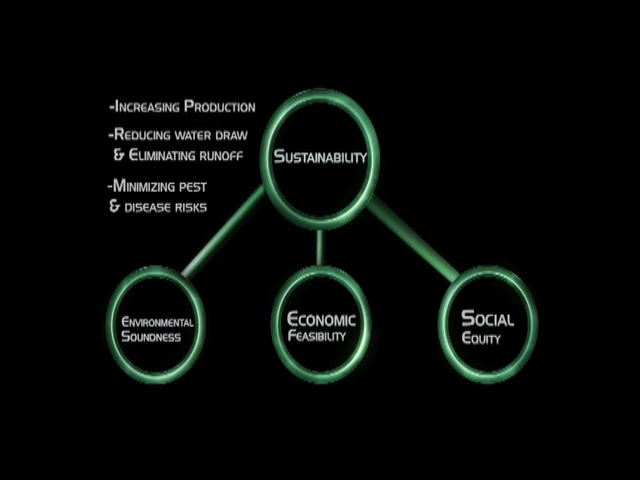 -Increasing Production
-Reducing water draw
& Eliminating runoff
-Minimizing pest
& disease risks
Sustainability
Environmental
Soundness
Economic
Feasibility
Social
Equity